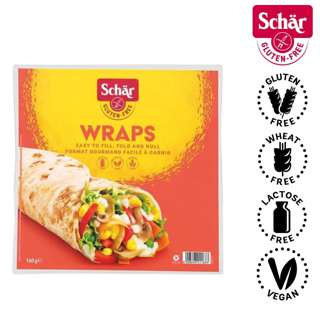 Schär
GLUTEN-FREE
WRAPS
EASY TO FILL, FOLD AND ROLL
FORMAT GOURMAND FACILE À GARNIR
160 g e
Schär
GLUTEN-FREE
GLUTEN
FREE
WHEAT
FREE
LACTOSE
FREE
VEGAN